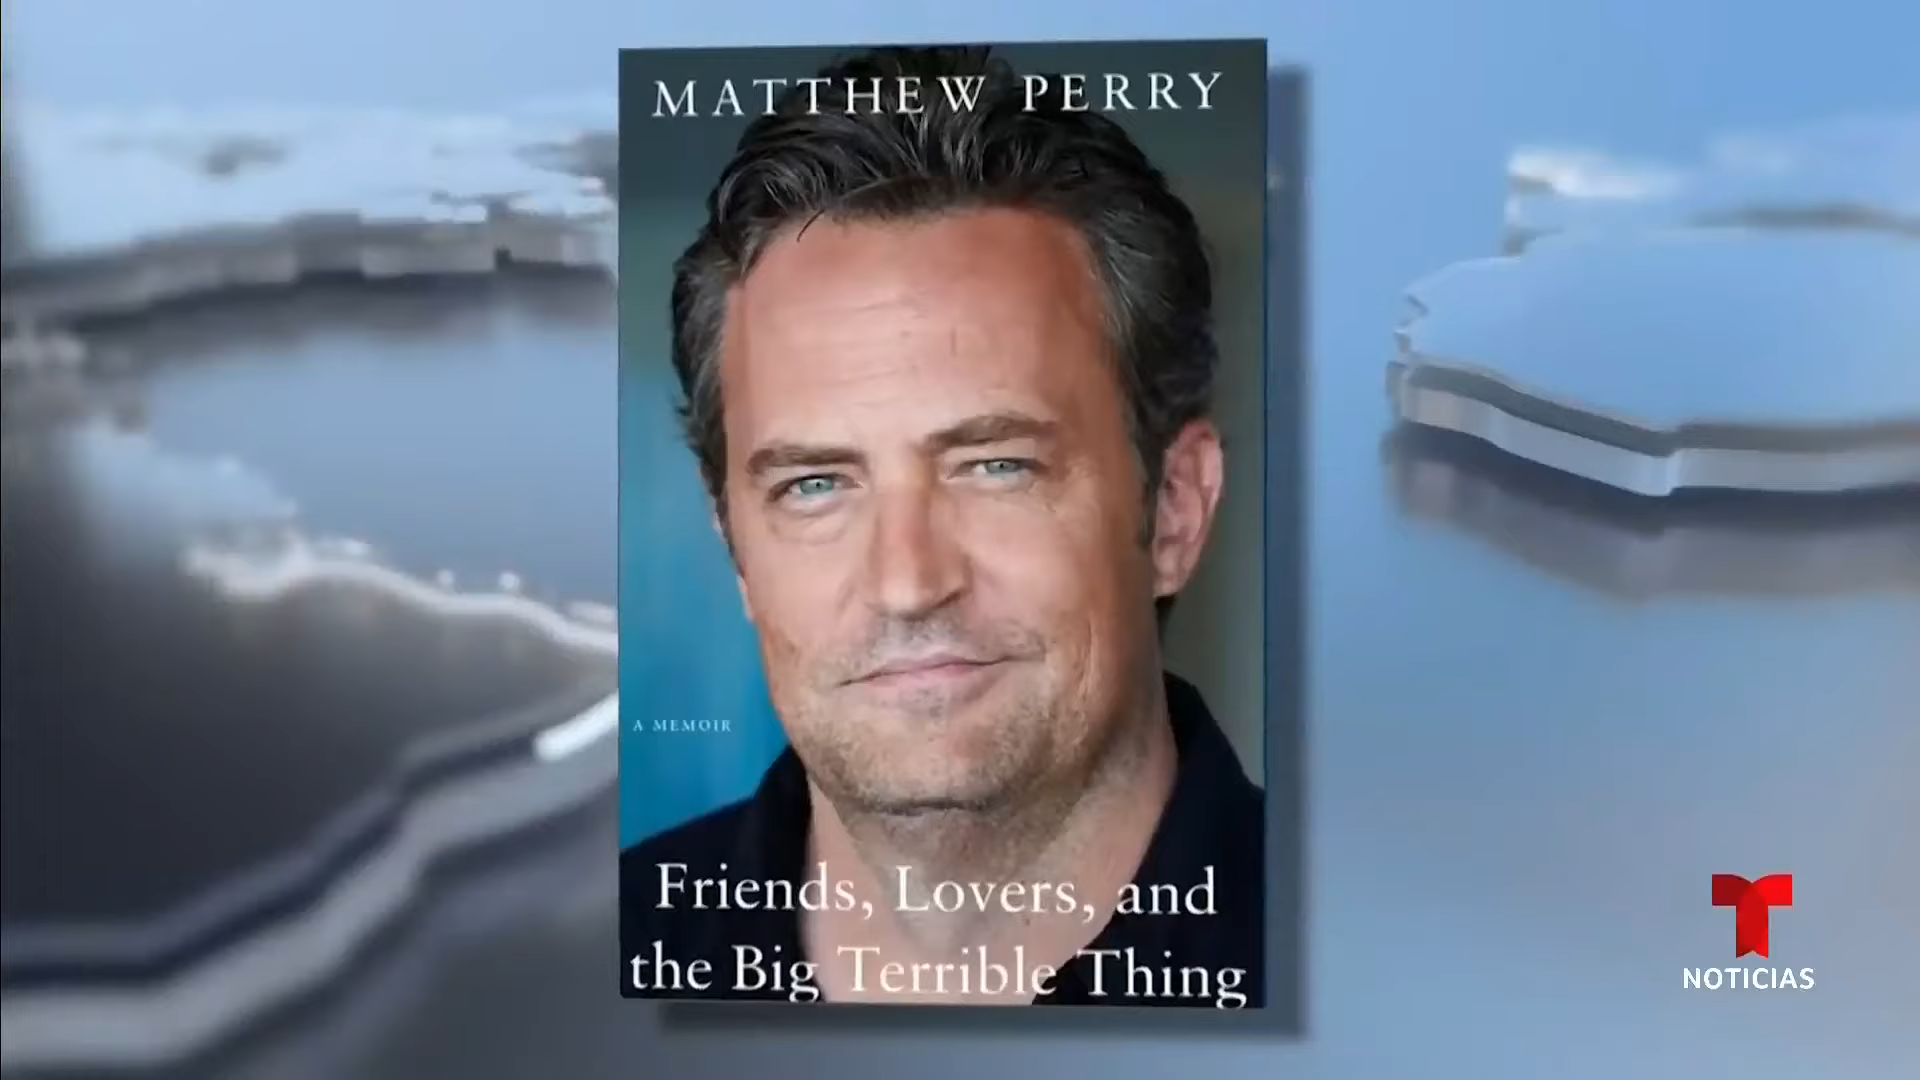 MATTHEW PERRY
A MEMOIR
Friends, Lovers, and
the Big Terrible Thing
NOTICIAS